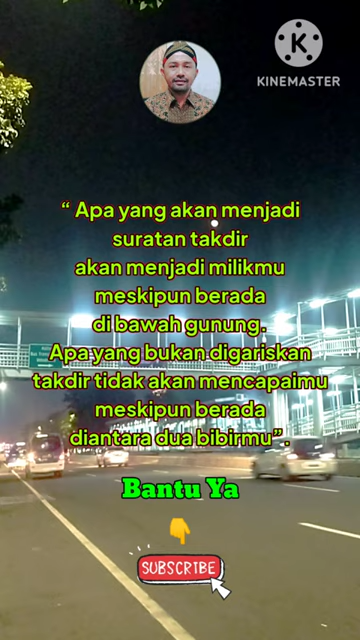 KINEMASTER
“ Apa yang akan menjadi
suratan takdir
akan menjadi milikmu
meskipun berada
di bawah gunung.
Apa yang bukan digariskan
takdir tidak akan mencapaimu
meskipun berada
diantara dua bibirmu”.
Bantu Ya
SUBSCRIBE